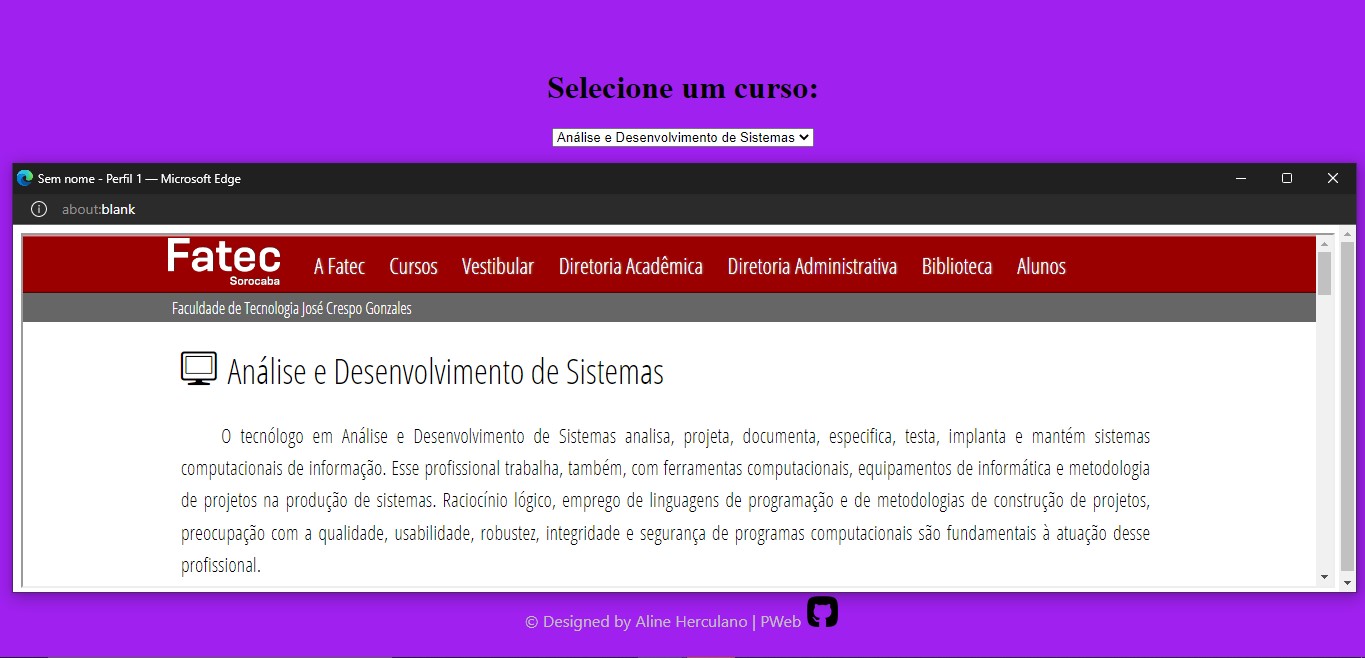 Selecione um curso:
Análise e Desenvolvimento de Sistemas
Sem nome - Perfil 1 — Microsoft Edge
about:blank
Fatec
Sorocaba
A Fatec Cursos Vestibular Diretoria Acadêmica Diretoria Administrativa Biblioteca Alunos
Faculdade de Tecnologia José Crespo Gonzales
Análise e Desenvolvimento de Sistemas
O tecnólogo em Análise e Desenvolvimento de Sistemas analisa, projeta, documenta, especifica, testa, implanta e mantém sistemas
computacionais de informação. Esse profissional trabalha, também, com ferramentas computacionais, equipamentos de informática e metodologia
de projetos na produção de sistemas. Raciocínio lógico, emprego de linguagens de programação e de metodologias de construção de projetos,
preocupação com a qualidade, usabilidade, robustez, integridade e segurança de programas computacionais são fundamentais à atuação desse
profissional.
© Designed by Aline Herculano | PWeb